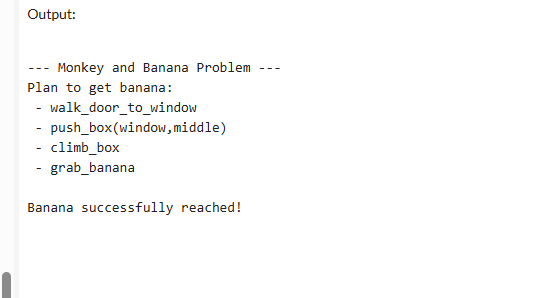 Output:
--- Monkey and Banana Problem ---
Plan to get banana:
- walk_door_to_window
- push_box(window,middle)
- climb_box
- grab_banana
Banana successfully reached!